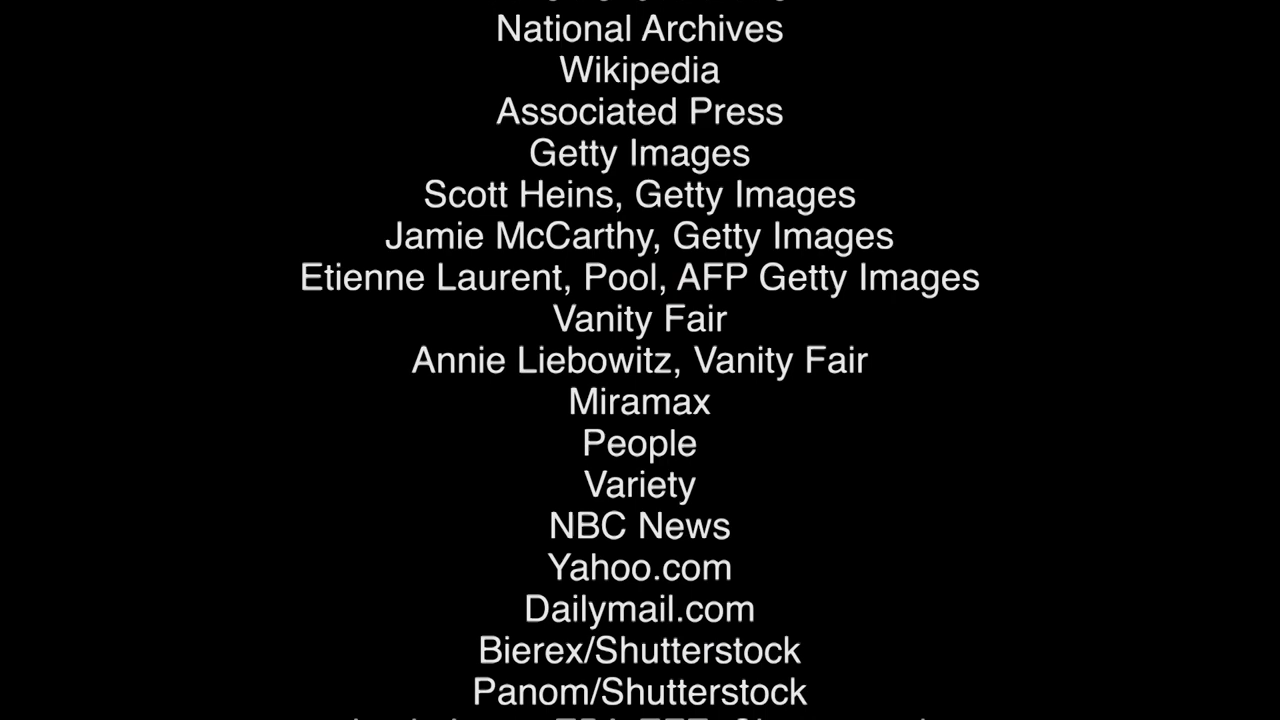 National Archives
Wikipedia
Associated Press
Getty Images
Scott Heins, Getty Images
Jamie McCarthy, Getty Images
Etienne Laurent, Pool, AFP Getty Images
Vanity Fair
Annie Liebowitz, Vanity Fair
Miramax
People
Variety
NBC News
Yahoo.com
Dailymail.com
Bierex/Shutterstock
Panom/Shutterstock